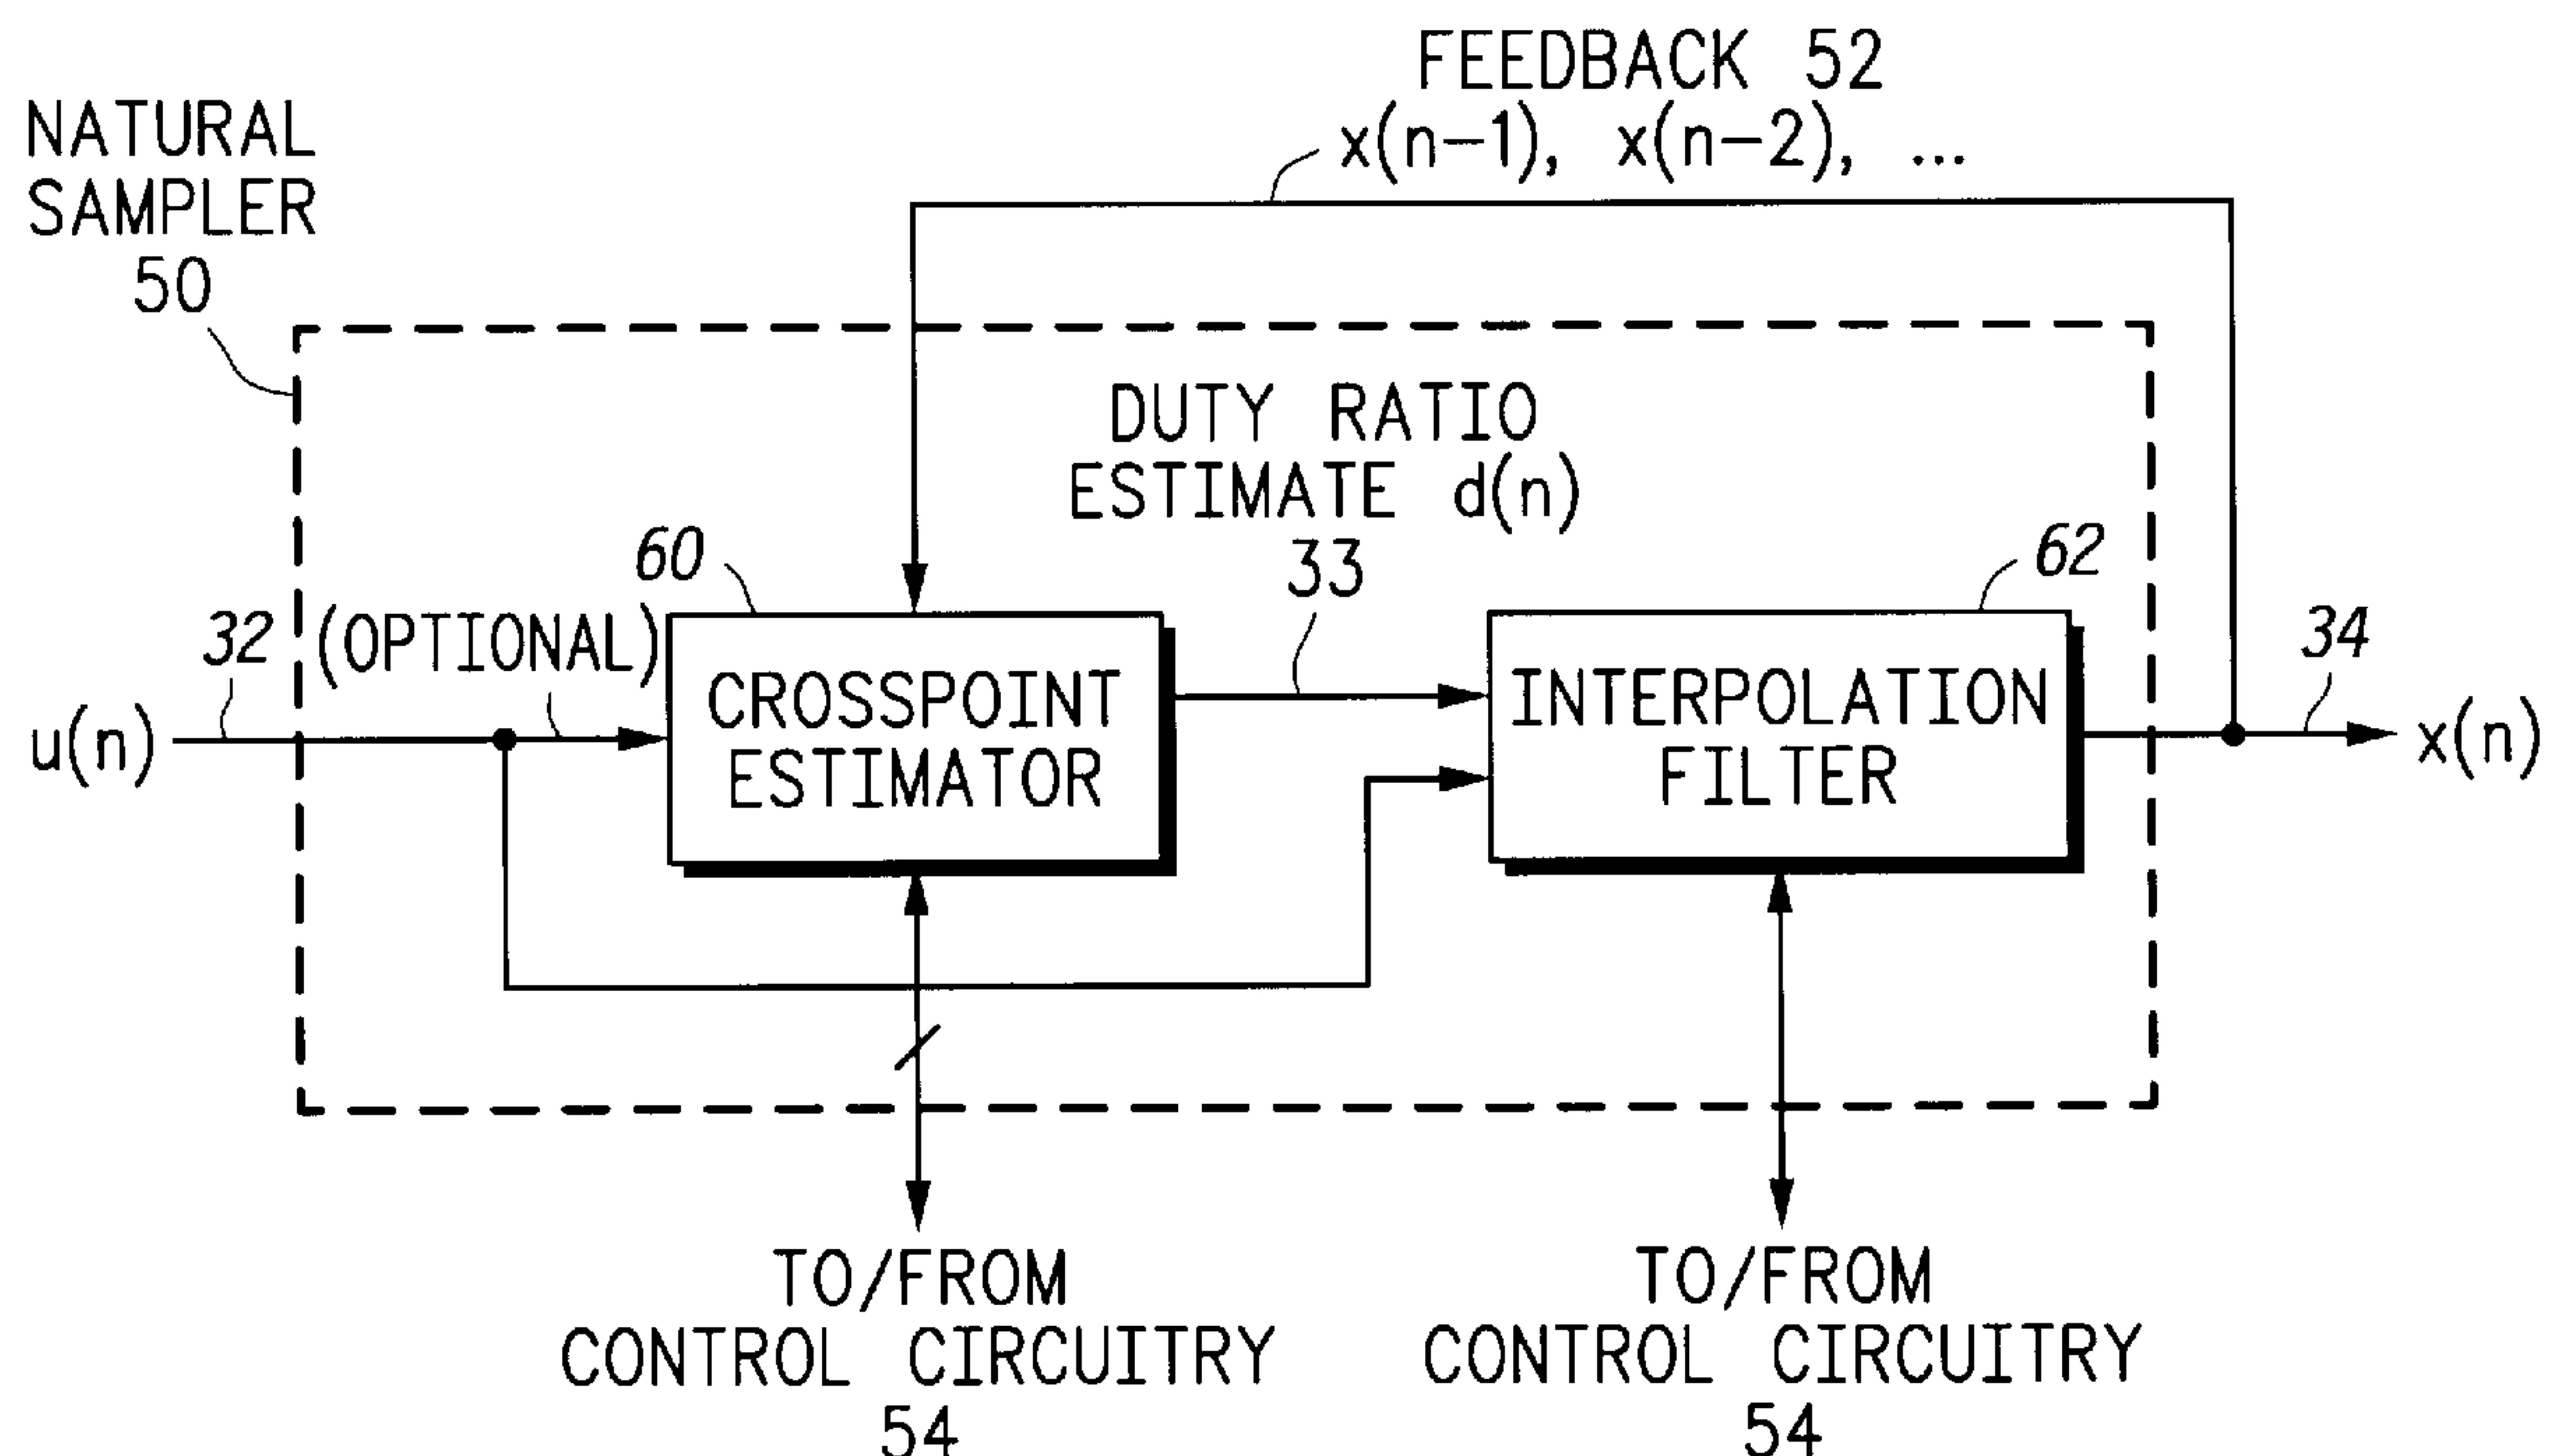 FEEDBACK 52
x(n-1), x(n-2), ...
NATURAL
SAMPLER
50
DUTY RATIO
ESTIMATE d(n)
33
60
62
32
(OPTIONAL)
34
u(n)
CROSSPOINT
ESTIMATOR
INTERPOLATION
FILTER
x(n)
TO/FROM
CONTROL CIRCUITRY
54
TO/FROM
CONTROL CIRCUITRY
54